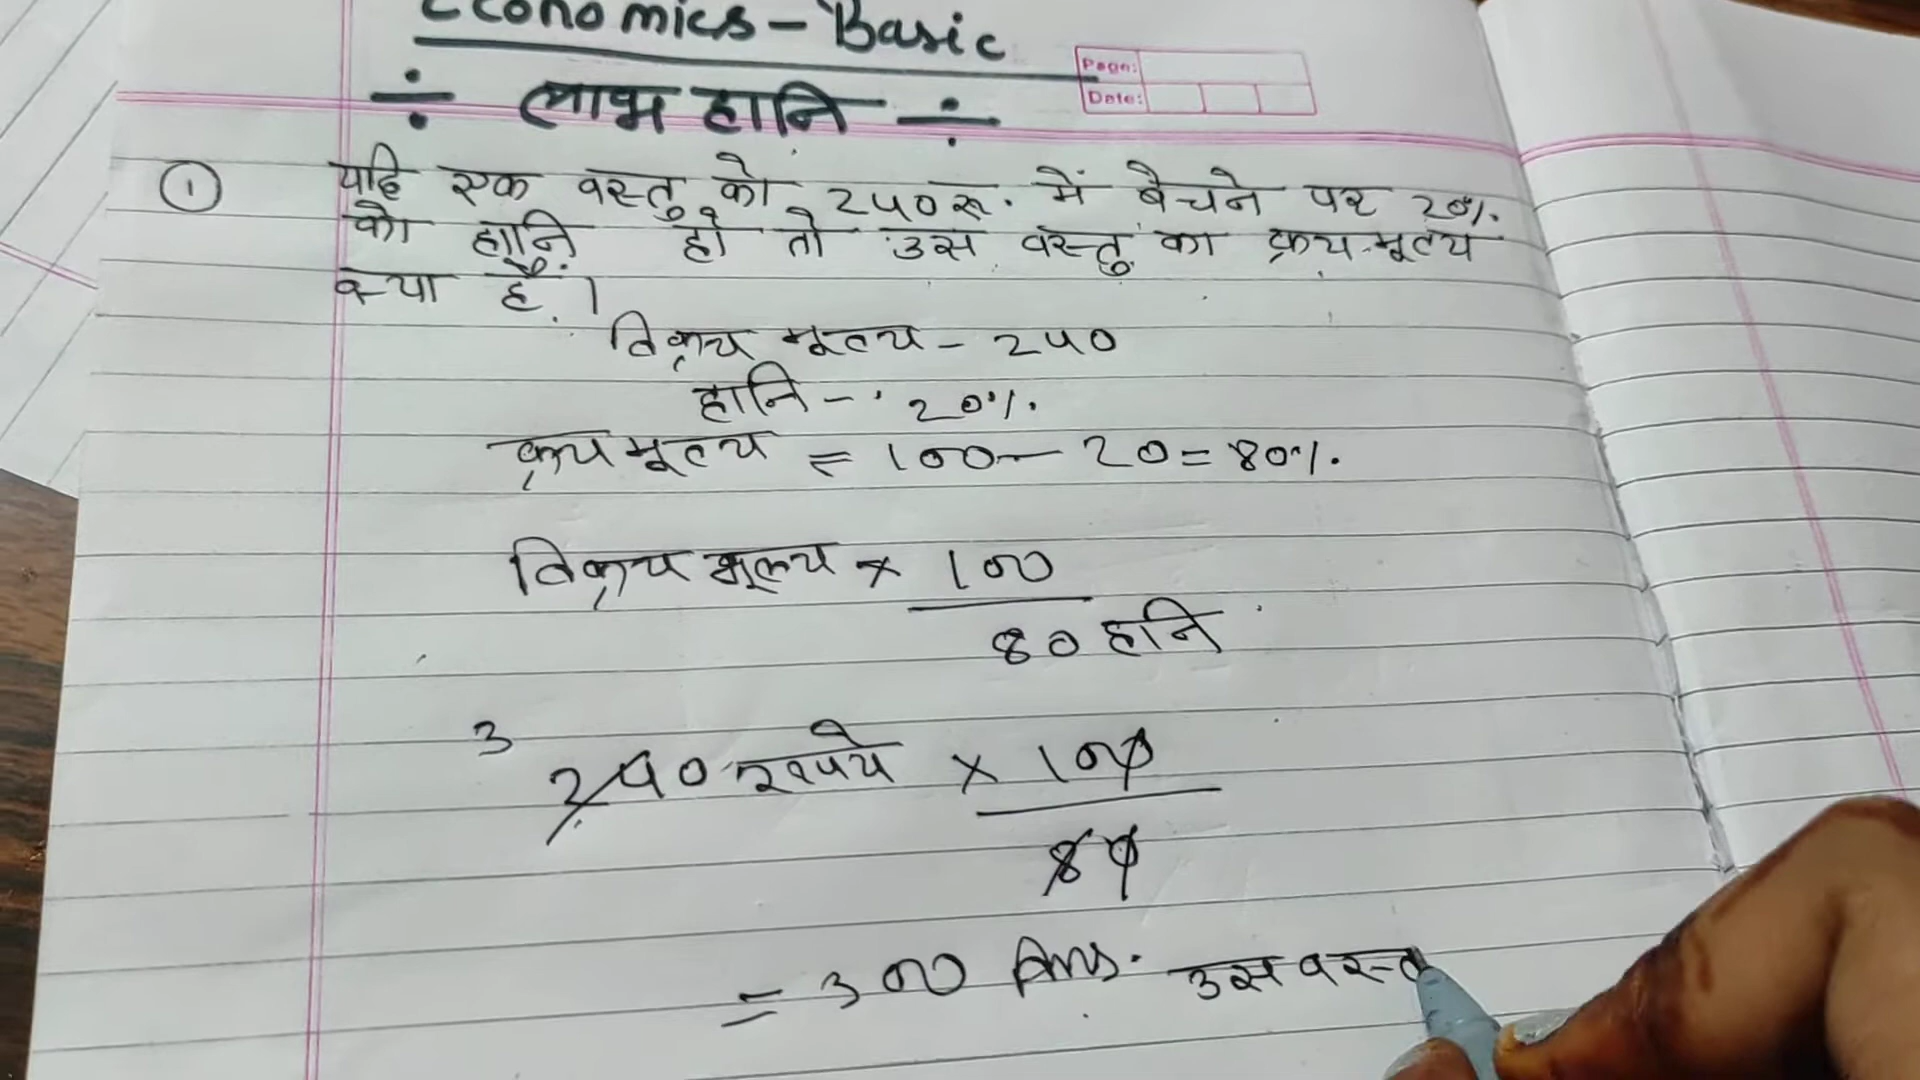 Economics - Basic
Page:
Date:
÷ लाभ हानि ÷
① यदि एक वस्तु को 240 रू. में बेचने पर 20%.
को हानि हो तो उस वस्तु का क्रय मूल्य
क्या है।
विक्रय मूल्य - 240
हानि - 20%.
क्रय मूल्य = 100 - 20 = 80%.
विक्रय मूल्य × 100
80 हानि
3
240 रुपये × 100
80
= 300 Ans. उस वस्तु